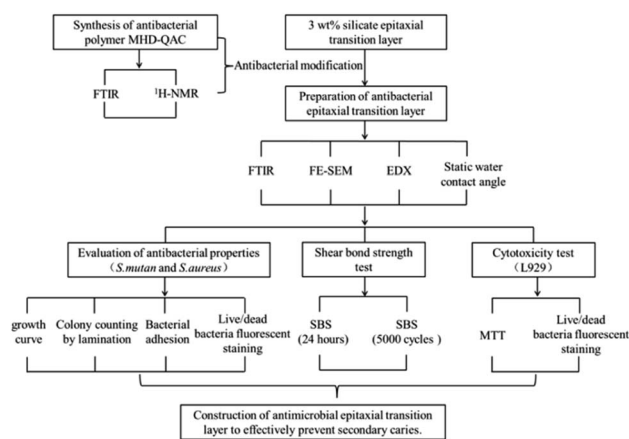 Synthesis of antibacterial
polymer MHD-QAC
3 wt% silicate epitaxial
transition layer
Antibacterial modification
FTIR
¹H-NMR
Preparation of antibacterial
epitaxial transition layer
FTIR
FE-SEM
EDX
Static water
contact angle
Evaluation of antibacterial properties
(S.mutan and S.aureus)
Shear bond strength
test
Cytotoxicity test
(L929)
growth
curve
Colony counting
by lamination
Bacterial
adhesion
Live/dead
bacteria fluorescent
staining
SBS
(24 hours)
SBS
(5000 cycles )
MTT
Live/dead
bacteria fluorescent
staining
Construction of antimicrobial epitaxial transition
layer to effectively prevent secondary caries.